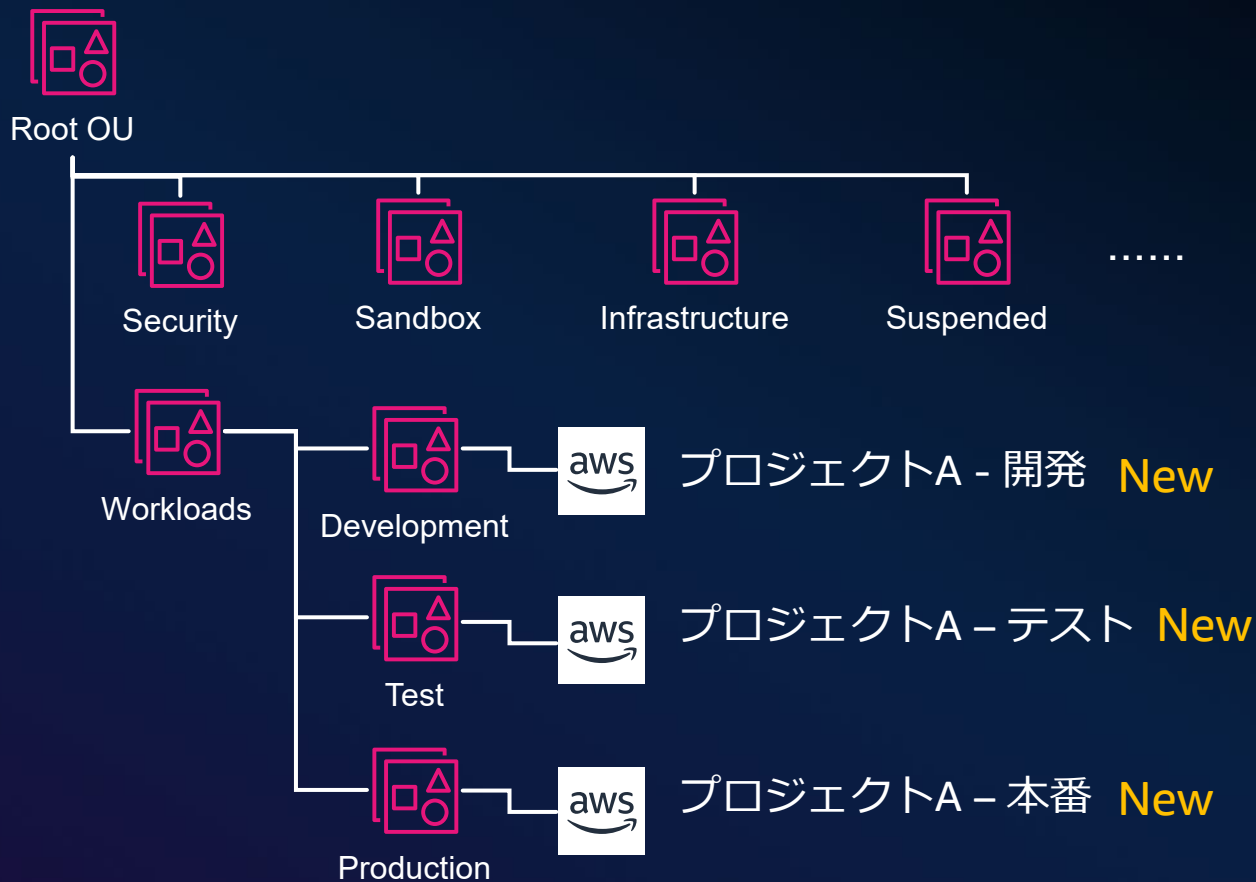 Root OU
Security
Sandbox
Infrastructure
Suspended
......
Workloads
Development
aws
プロジェクトA - 開発 New
Test
aws
プロジェクトA – テスト New
Production
aws
プロジェクトA – 本番 New